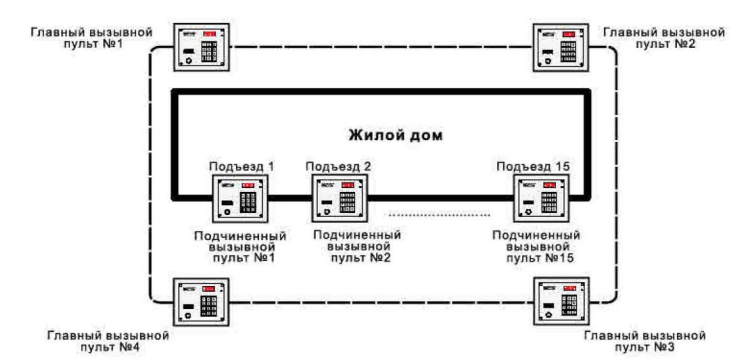 Главный вызывной
пульт №1
Главный вызывной
пульт №2
Жилой дом
Подъезд 1
Подъезд 2
Подъезд 15
Подчиненный
вызывной
пульт №1
Подчиненный
вызывной
пульт №2
Подчиненный
вызывной
пульт №15
Главный вызывной
пульт №4
Главный вызывной
пульт №3